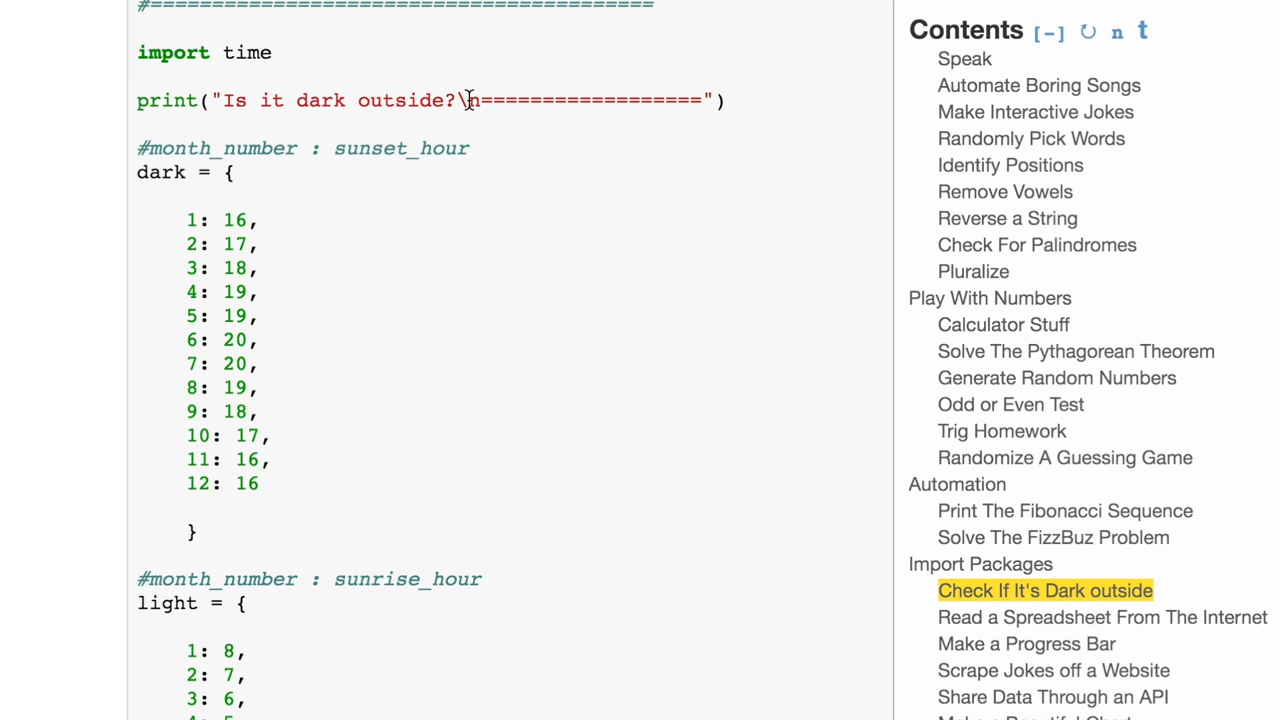 #=========================================
import time
print("Is it dark outside?\n==================")
#month_number : sunset_hour
dark = {
1: 16,
2: 17,
3: 18,
4: 19,
5: 19,
6: 20,
7: 20,
8: 19,
9: 18,
10: 17,
11: 16,
12: 16
}
#month_number : sunrise_hour
light = {
1: 8,
2: 7,
3: 6,
Contents [-] ↻ n t
Speak
Automate Boring Songs
Make Interactive Jokes
Randomly Pick Words
Identify Positions
Remove Vowels
Reverse a String
Check For Palindromes
Pluralize
Play With Numbers
Calculator Stuff
Solve The Pythagorean Theorem
Generate Random Numbers
Odd or Even Test
Trig Homework
Randomize A Guessing Game
Automation
Print The Fibonacci Sequence
Solve The FizzBuz Problem
Import Packages
Check If It's Dark outside
Read a Spreadsheet From The Internet
Make a Progress Bar
Scrape Jokes off a Website
Share Data Through an API